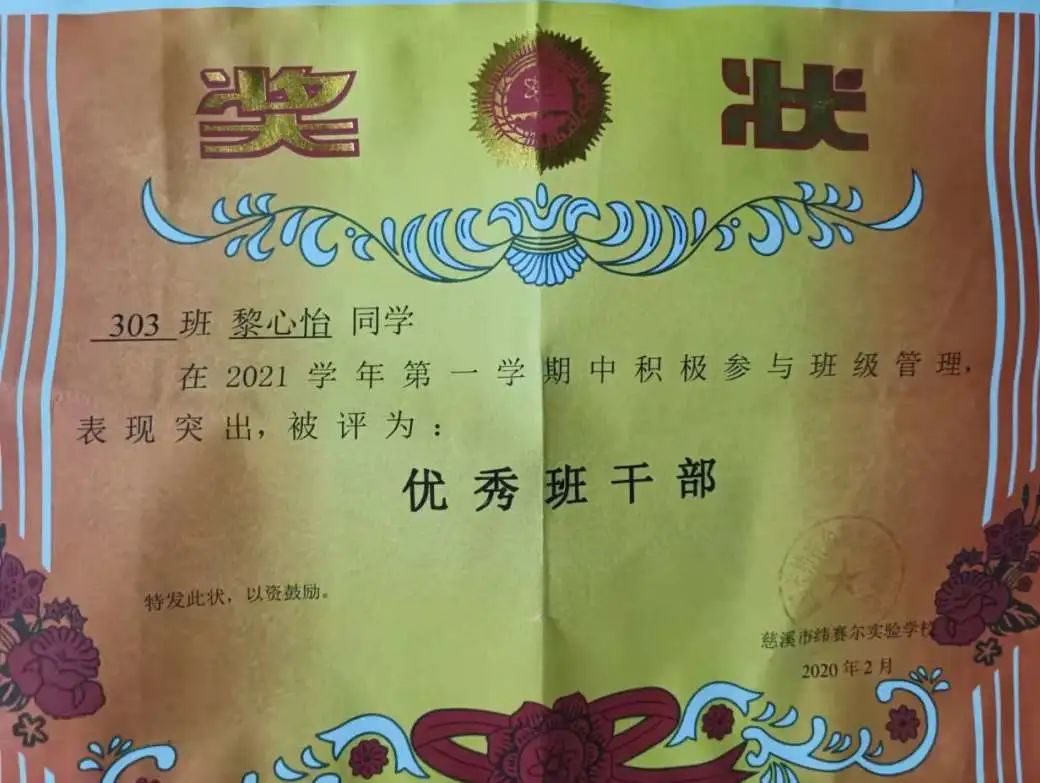 奖状
303 班 黎心怡 同学
在 2021 学年第一学期中积极参与班级管理，
表现突出，被评为：
优秀班干部
特发此状，以资鼓励。
慈溪市纬赛尔实验学校
2020 年 2 月